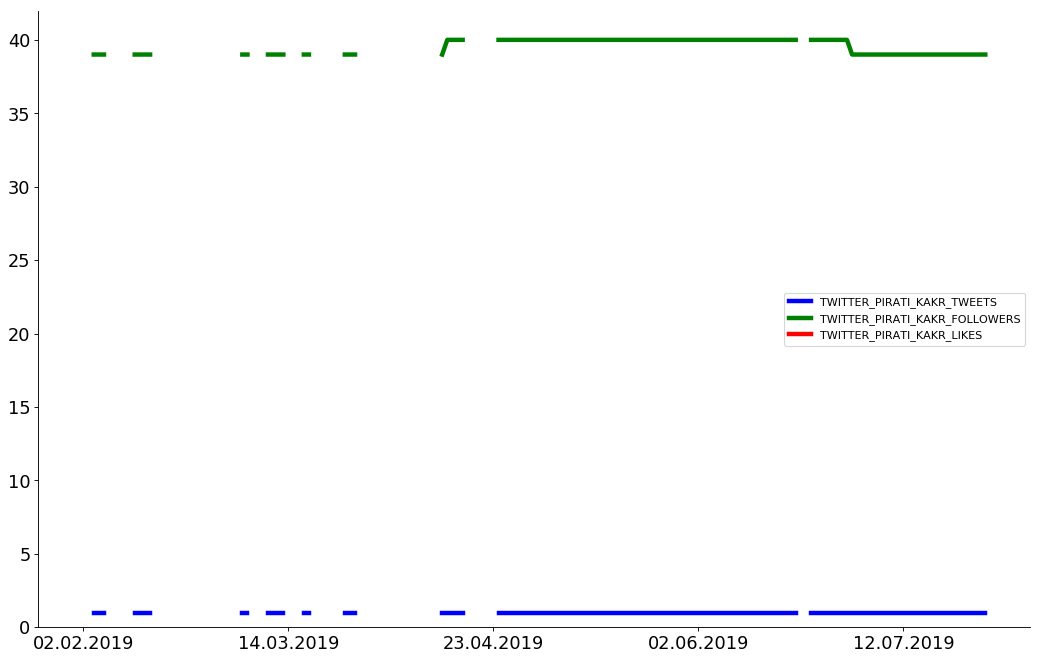 40
35
30
25
20
15
10
5
0
TWITTER_PIRATI_KAKR_TWEETS
TWITTER_PIRATI_KAKR_FOLLOWERS
TWITTER_PIRATI_KAKR_LIKES
02.02.2019 14.03.2019 23.04.2019 02.06.2019 12.07.2019